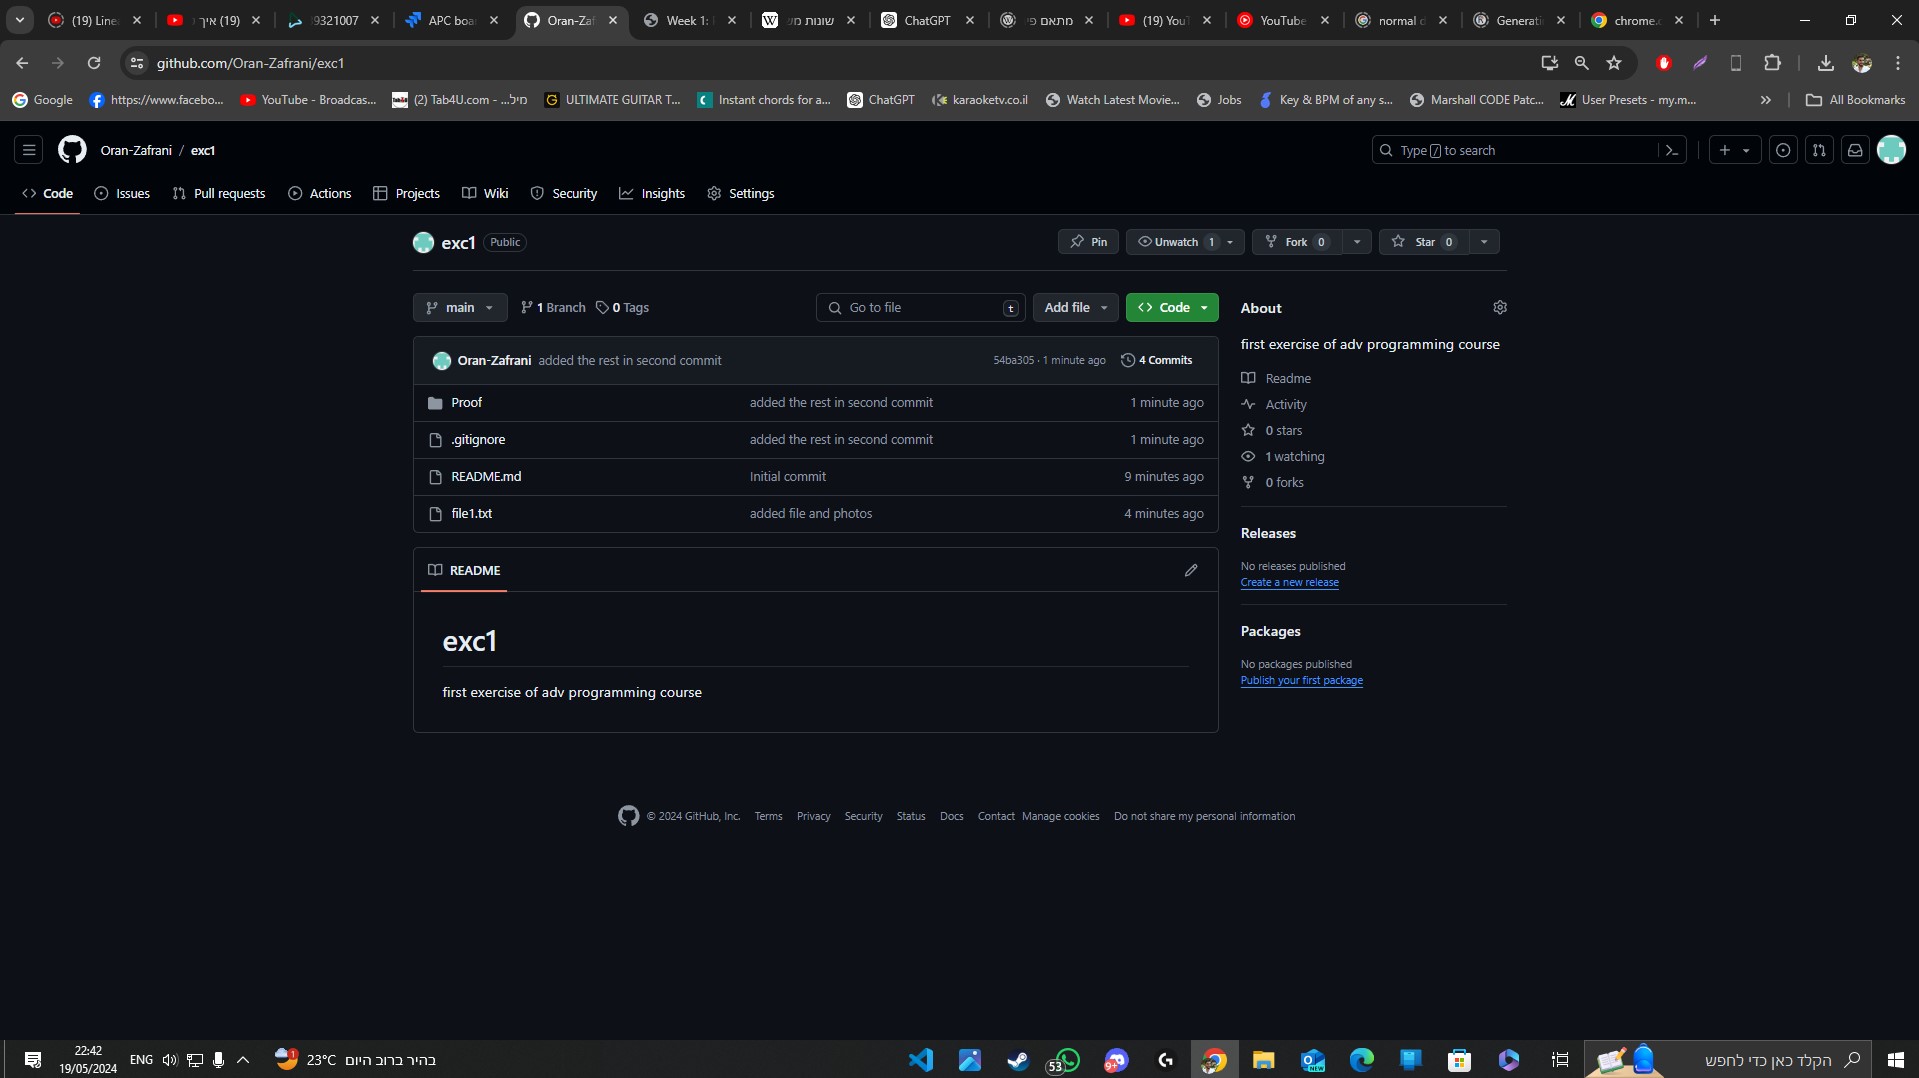 (19) Line
(19) איך
39321007
APC boa
Oran-Zaf
Week 1:
שונות מש
ChatGPT
מתאם פי
(19) YouT
YouTube
normal d
Generati
chrome.
github.com/Oran-Zafrani/exc1
Google
https://www.facebo...
YouTube - Broadcas...
(2) Tab4U.com - ...מיל
ULTIMATE GUITAR T...
Instant chords for a...
ChatGPT
karaoketv.co.il
Watch Latest Movie...
Jobs
Key & BPM of any s...
Marshall CODE Patc...
User Presets - my.m...
All Bookmarks
Oran-Zafrani / exc1
Type / to search
Code
Issues
Pull requests
Actions
Projects
Wiki
Security
Insights
Settings
exc1 Public
Pin
Unwatch 1
Fork 0
Star 0
main
1 Branch
0 Tags
Go to file t
Add file
Code
Oran-Zafrani added the rest in second commit 54ba305 · 1 minute ago 4 Commits
Proof added the rest in second commit 1 minute ago
.gitignore added the rest in second commit 1 minute ago
README.md Initial commit 9 minutes ago
file1.txt added file and photos 4 minutes ago
README
exc1
first exercise of adv programming course
About
first exercise of adv programming course
Readme
Activity
0 stars
1 watching
0 forks
Releases
No releases published
Create a new release
Packages
No packages published
Publish your first package
© 2024 GitHub, Inc. Terms Privacy Security Status Docs Contact Manage cookies Do not share my personal information
22:42
19/05/2024
ENG
1
23°C בהיר ברוב היום
53
9+
NEW
הקלד כאן כדי לחפש